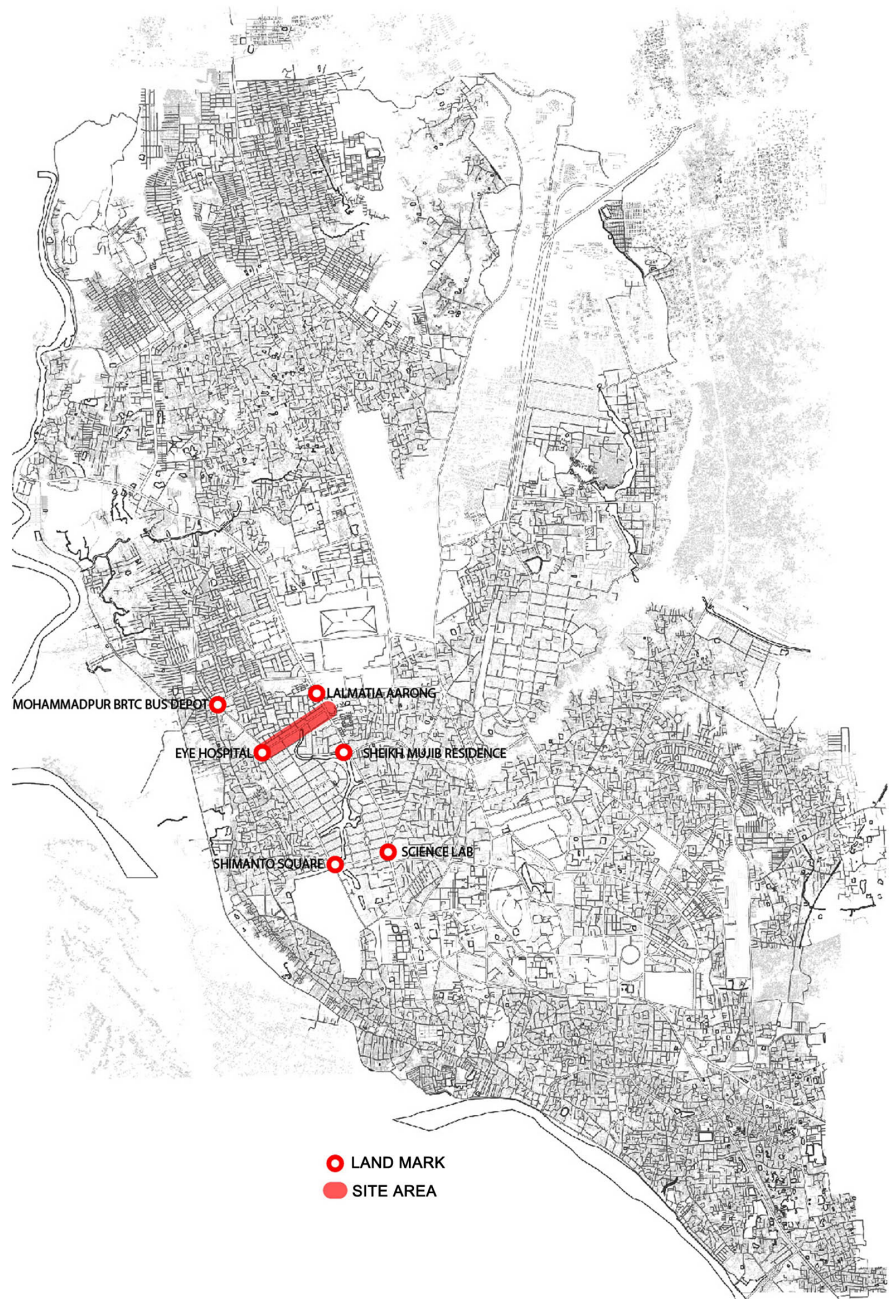 LALMATIA AARONG
MOHAMMADPUR BRTC BUS DEPOT
EYE HOSPITAL
SHEIKH MUJIB RESIDENCE
SCIENCE LAB
SHIMANTO SQUARE
LAND MARK
SITE AREA